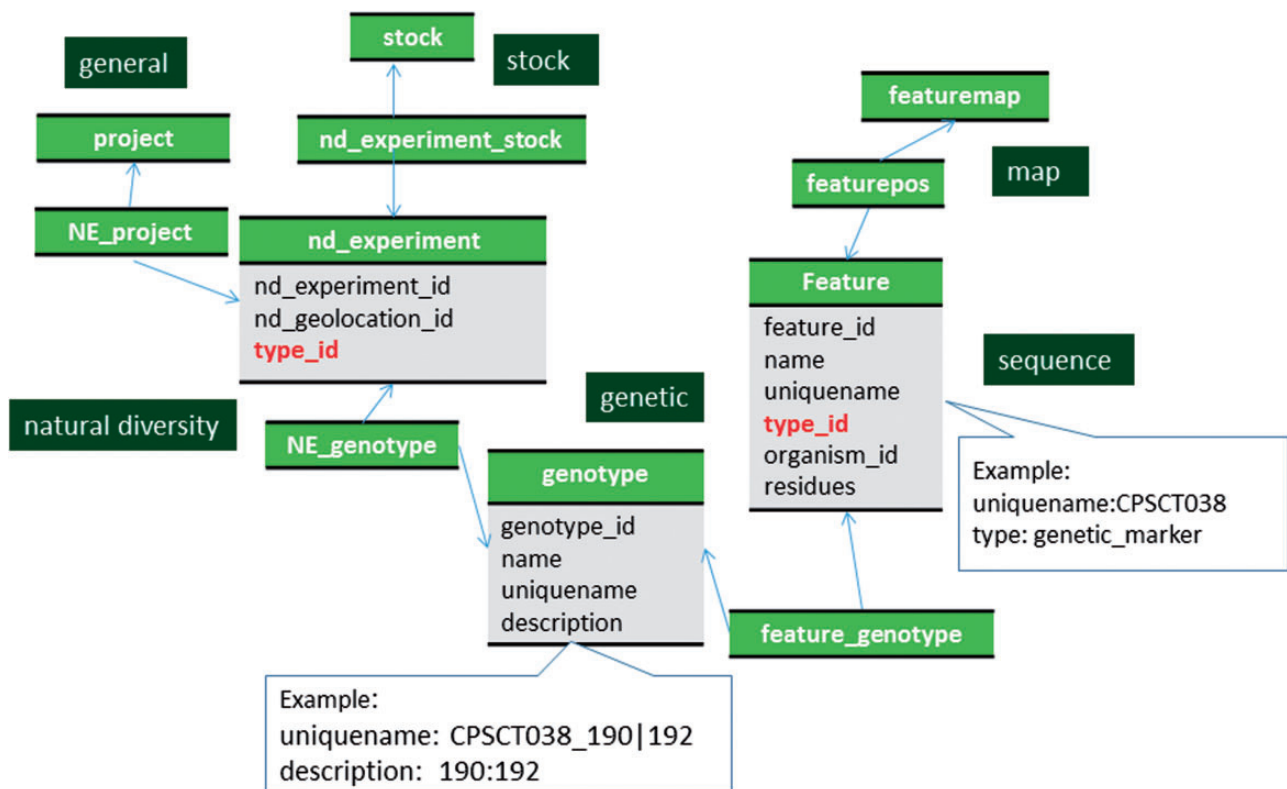 stock
general
stock
featuremap
project
nd_experiment_stock
map
featurepos
NE_project
nd_experiment
nd_experiment_id
nd_geolocation_id
type_id
Feature
feature_id
name
uniquename
type_id
organism_id
residues
sequence
genetic
natural diversity
NE_genotype
genotype
genotype_id
name
uniquename
description
Example:
uniquename:CPSCT038
type: genetic_marker
feature_genotype
Example:
uniquename: CPSCT038_190|192
description: 190:192